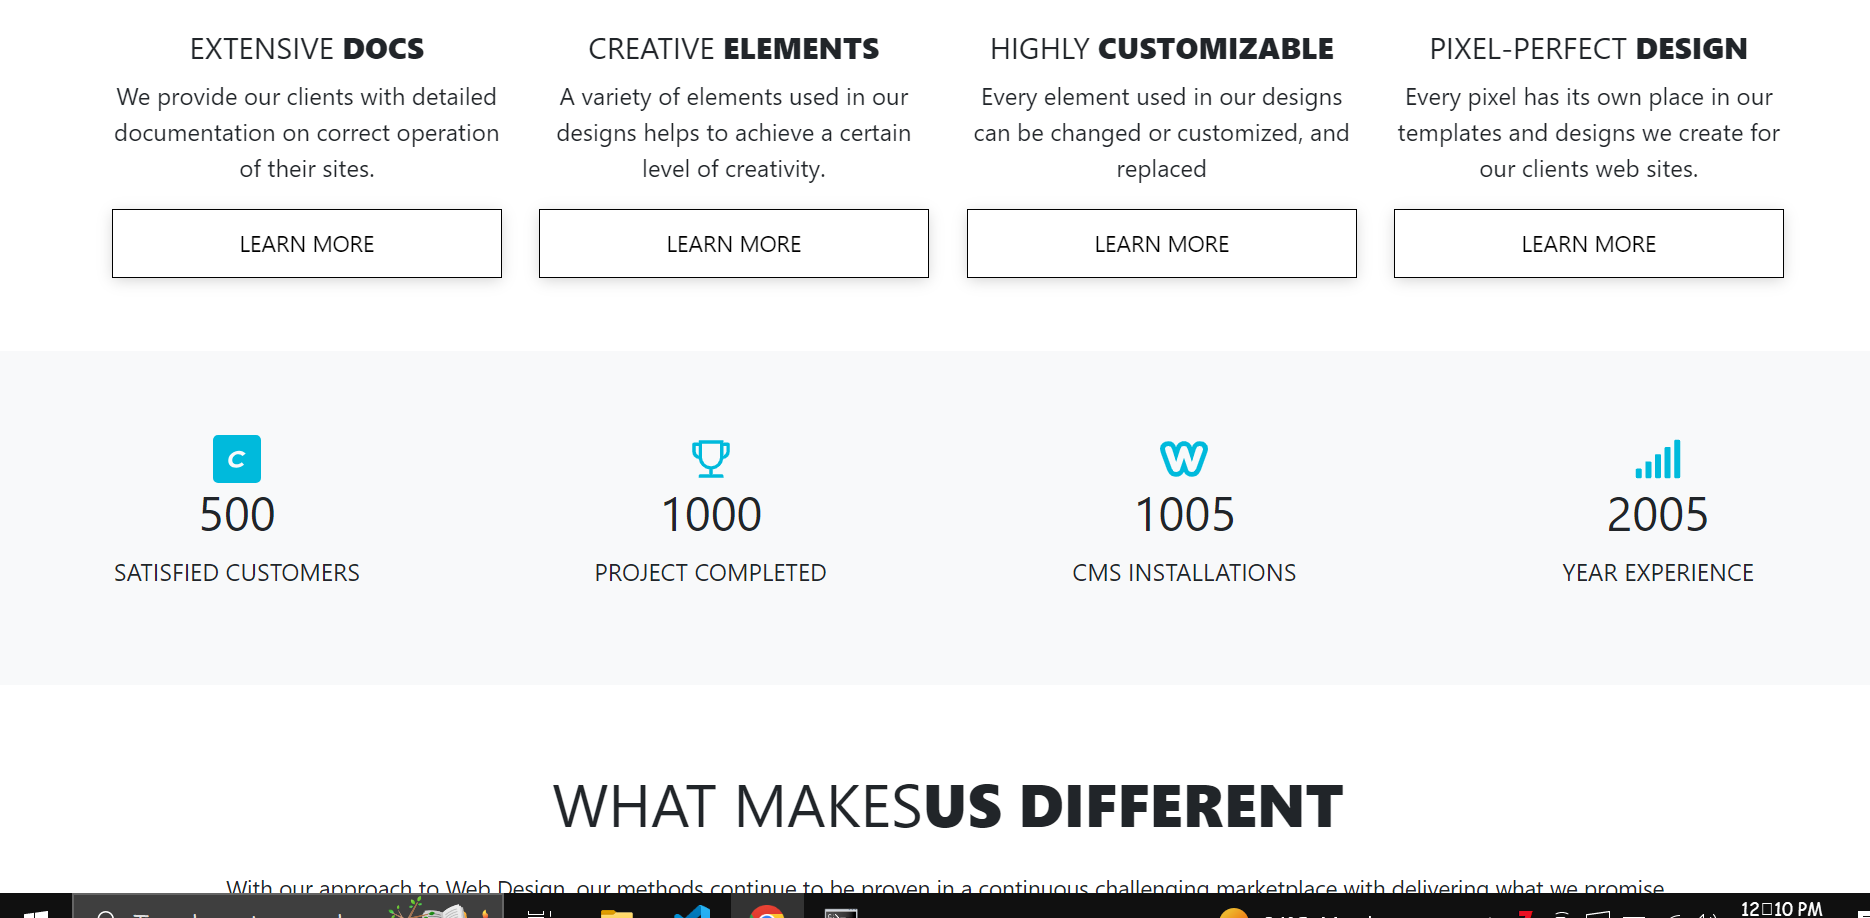 EXTENSIVE DOCS
We provide our clients with detailed
documentation on correct operation
of their sites.
LEARN MORE
CREATIVE ELEMENTS
A variety of elements used in our
designs helps to achieve a certain
level of creativity.
LEARN MORE
HIGHLY CUSTOMIZABLE
Every element used in our designs
can be changed or customized, and
replaced
LEARN MORE
PIXEL-PERFECT DESIGN
Every pixel has its own place in our
templates and designs we create for
our clients web sites.
LEARN MORE
C
500
SATISFIED CUSTOMERS
1000
PROJECT COMPLETED
W
1005
CMS INSTALLATIONS
2005
YEAR EXPERIENCE
WHAT MAKESUS DIFFERENT
With our approach to Web Design, our methods continue to be proven in a continuous challenging marketplace with delivering what we promise
12□10 PM